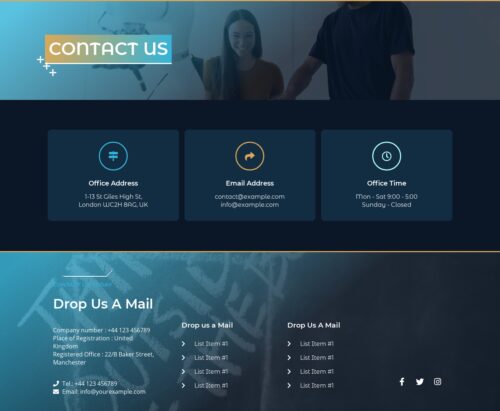 CONTACT US
Office Address
1-13 St Giles High St,
London WC2H 8AG, UK
Email Address
contact@example.com
info@example.com
Office Time
Mon - Sat 9:00 - 5:00
Sunday - Closed
Drop Us A Mail
Company number : +44 123 456789
Place of Registration : United
Kingdom
Registered Office : 22/B Baker Street,
Manchester
Tel.: +44 123 456789
Email: info@yourexample.com
Drop us a Mail
List Item #1
List Item #1
List Item #1
List Item #1
Drop Us A Mail
List Item #1
List Item #1
List Item #1
List Item #1